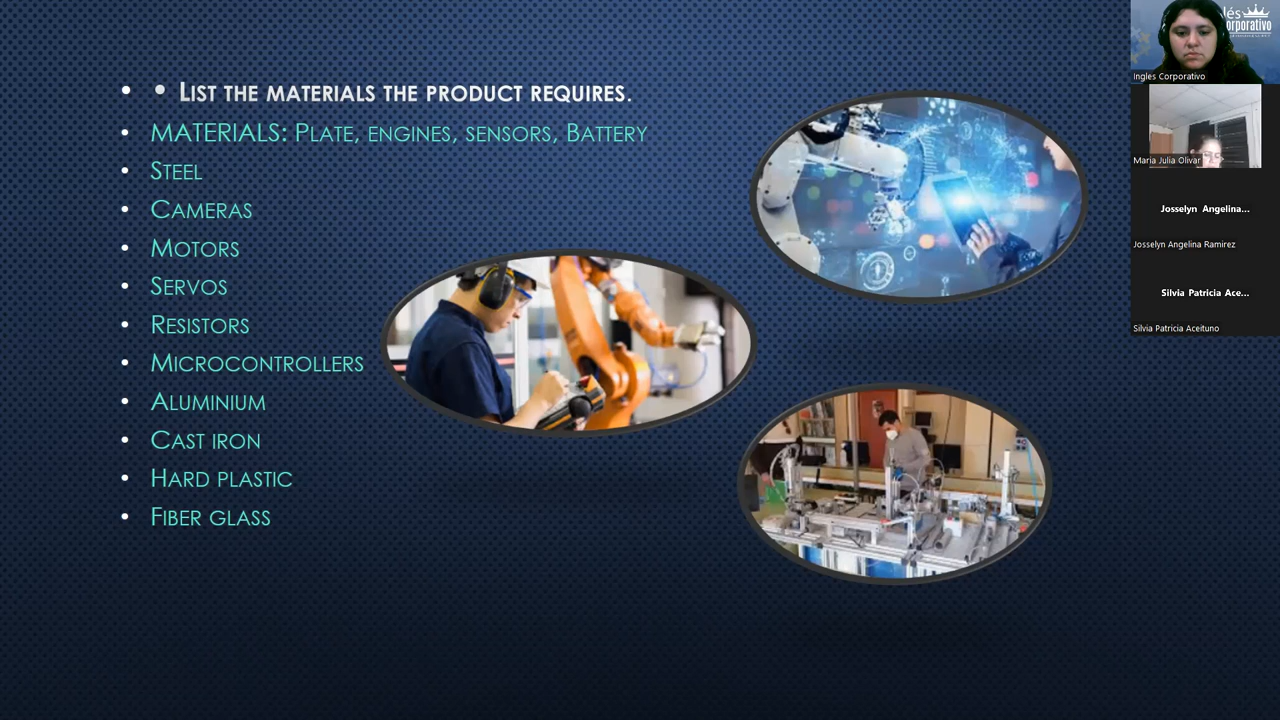 • • List the materials the product requires.
• MATERIALS: Plate, engines, sensors, Battery
• Steel
• Cameras
• Motors
• Servos
• Resistors
• Microcontrollers
• Aluminium
• Cast iron
• Hard plastic
• Fiber glass
Ingles Corporativo
Maria Julia Olivar
Josselyn Angelina...
Josselyn Angelina Ramirez
Silvia Patricia Ace...
Silvia Patricia Aceituno